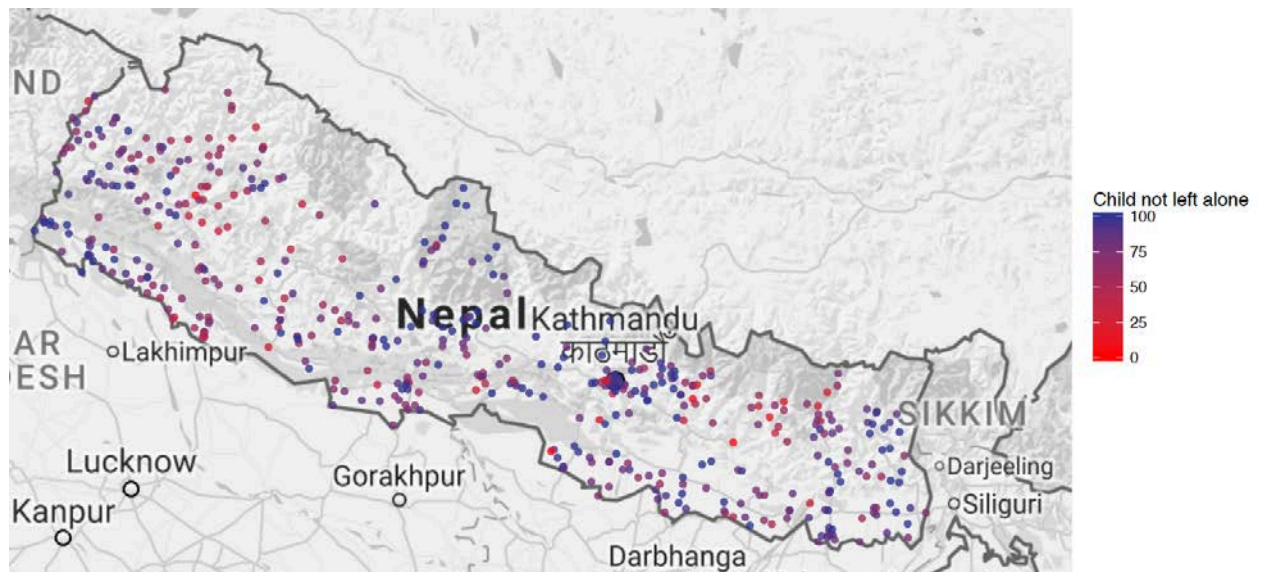 ND
Nepal
Kathmandu
काठमाडौं
AR
ESH
Lakhimpur
Lucknow
Kanpur
Gorakhpur
SIKKIM
Darjeeling
Siliguri
Darbhanga
Child not left alone
100
75
50
25
0